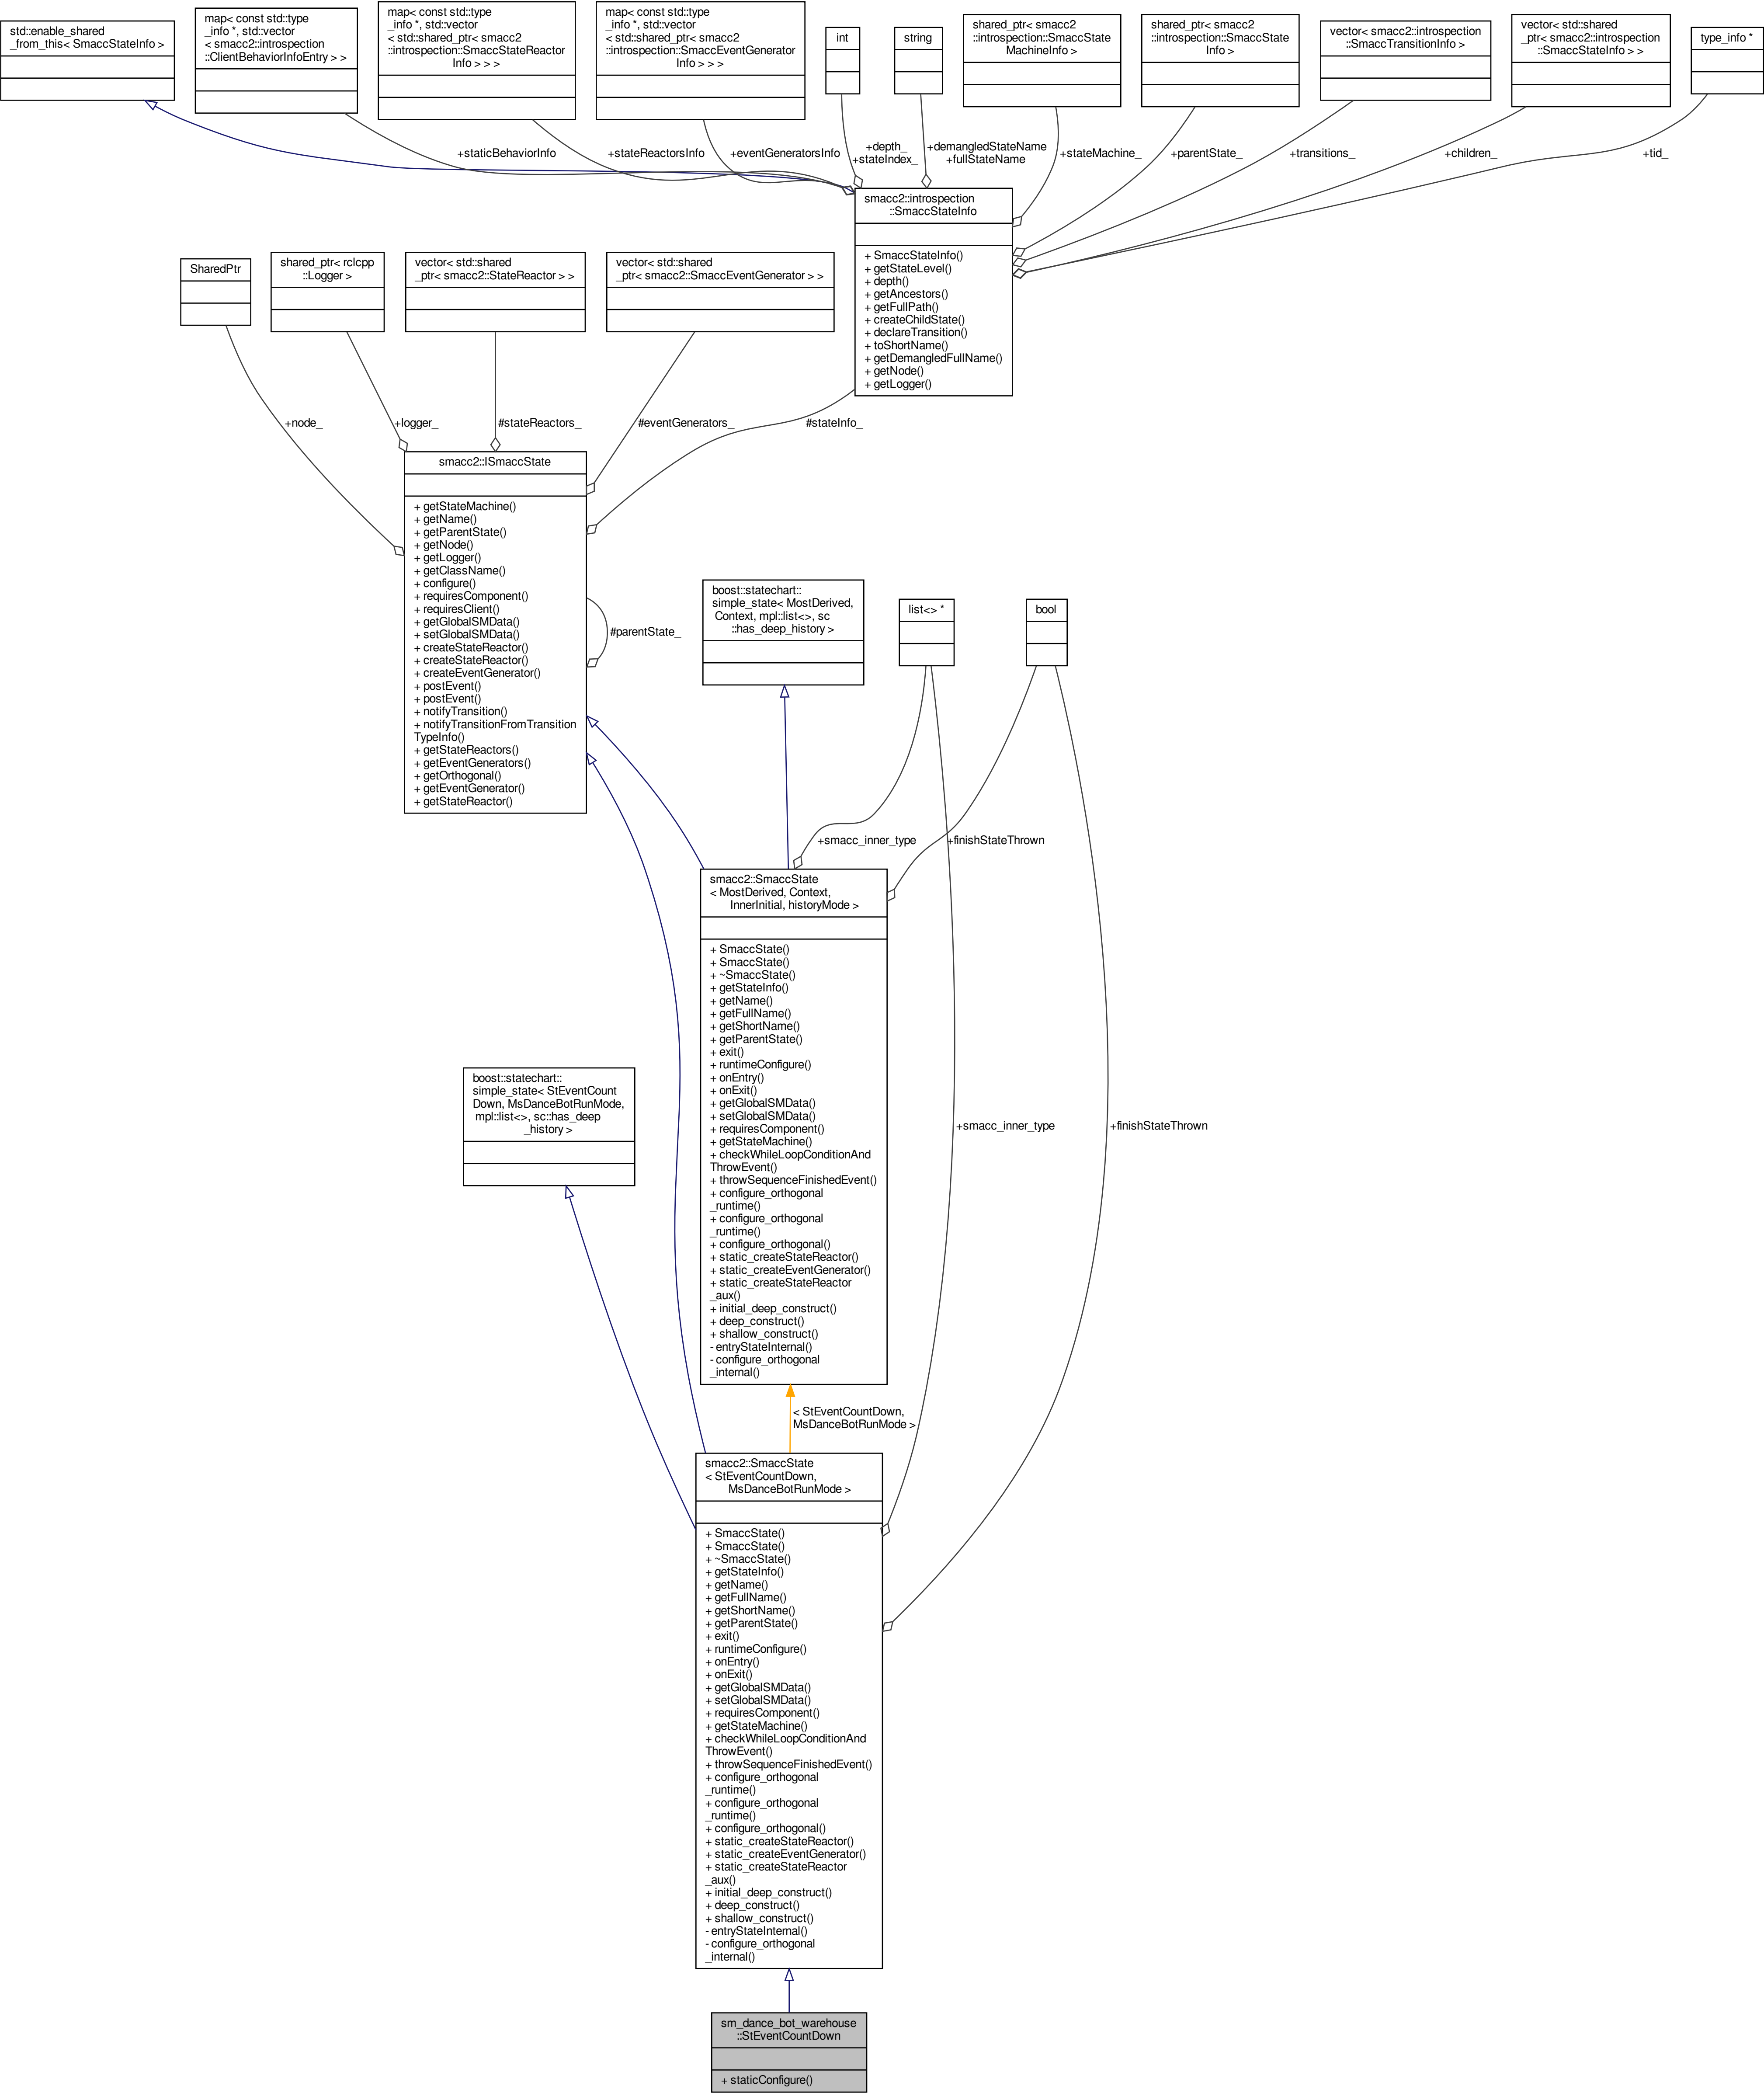 std::enable_shared
_from_this< SmaccStateInfo >
map< const std::type
_info *, std::vector
< smacc2::introspection
::ClientBehaviorInfoEntry > >
map< const std::type
_info *, std::vector
< std::shared_ptr< smacc2
::introspection::SmaccStateReactor
Info > > >
map< const std::type
_info *, std::vector
< std::shared_ptr< smacc2
::introspection::SmaccEventGenerator
Info > > >
int
string
shared_ptr< smacc2
::introspection::SmaccState
MachineInfo >
shared_ptr< smacc2
::introspection::SmaccState
Info >
vector< smacc2::introspection
::SmaccTransitionInfo >
vector< std::shared
_ptr< smacc2::introspection
::SmaccStateInfo > >
type_info *
+staticBehaviorInfo
+stateReactorsInfo
+eventGeneratorsInfo
+depth_
+stateIndex_
+demangledStateName
+fullStateName
+stateMachine_
+parentState_
+transitions_
+children_
+tid_
smacc2::introspection
::SmaccStateInfo
+ SmaccStateInfo()
+ getStateLevel()
+ depth()
+ getAncestors()
+ getFullPath()
+ createChildState()
+ declareTransition()
+ toShortName()
+ getDemangledFullName()
+ getNode()
+ getLogger()
SharedPtr
shared_ptr< rclcpp
::Logger >
vector< std::shared
_ptr< smacc2::StateReactor > >
vector< std::shared
_ptr< smacc2::SmaccEventGenerator > >
+node_
+logger_
#stateReactors_
#eventGenerators_
#stateInfo_
smacc2::ISmaccState
+ getStateMachine()
+ getName()
+ getParentState()
+ getNode()
+ getLogger()
+ getClassName()
+ configure()
+ requiresComponent()
+ requiresClient()
+ getGlobalSMData()
+ setGlobalSMData()
+ createStateReactor()
+ createStateReactor()
+ createEventGenerator()
+ postEvent()
+ postEvent()
+ notifyTransition()
+ notifyTransitionFromTransition
TypeInfo()
+ getStateReactors()
+ getEventGenerators()
+ getOrthogonal()
+ getEventGenerator()
+ getStateReactor()
#parentState_
boost::statechart::
simple_state< MostDerived,
Context, mpl::list<>, sc
::has_deep_history >
list<> *
bool
+smacc_inner_type
+finishStateThrown
smacc2::SmaccState
< MostDerived, Context,
InnerInitial, historyMode >
+ SmaccState()
+ SmaccState()
+ ~SmaccState()
+ getStateInfo()
+ getName()
+ getFullName()
+ getShortName()
+ getParentState()
+ exit()
+ runtimeConfigure()
+ onEntry()
+ onExit()
+ getGlobalSMData()
+ setGlobalSMData()
+ requiresComponent()
+ getStateMachine()
+ checkWhileLoopConditionAnd
ThrowEvent()
+ throwSequenceFinishedEvent()
+ configure_orthogonal
_runtime()
+ configure_orthogonal
_runtime()
+ configure_orthogonal()
+ static_createStateReactor()
+ static_createEventGenerator()
+ static_createStateReactor
_aux()
+ initial_deep_construct()
+ deep_construct()
+ shallow_construct()
- entryStateInternal()
- configure_orthogonal
_internal()
boost::statechart::
simple_state< StEventCount
Down, MsDanceBotRunMode,
mpl::list<>, sc::has_deep
_history >
+smacc_inner_type
+finishStateThrown
< StEventCountDown,
MsDanceBotRunMode >
smacc2::SmaccState
< StEventCountDown,
MsDanceBotRunMode >
+ SmaccState()
+ SmaccState()
+ ~SmaccState()
+ getStateInfo()
+ getName()
+ getFullName()
+ getShortName()
+ getParentState()
+ exit()
+ runtimeConfigure()
+ onEntry()
+ onExit()
+ getGlobalSMData()
+ setGlobalSMData()
+ requiresComponent()
+ getStateMachine()
+ checkWhileLoopConditionAnd
ThrowEvent()
+ throwSequenceFinishedEvent()
+ configure_orthogonal
_runtime()
+ configure_orthogonal
_runtime()
+ configure_orthogonal()
+ static_createStateReactor()
+ static_createEventGenerator()
+ static_createStateReactor
_aux()
+ initial_deep_construct()
+ deep_construct()
+ shallow_construct()
- entryStateInternal()
- configure_orthogonal
_internal()
sm_dance_bot_warehouse
::StEventCountDown
+ staticConfigure()